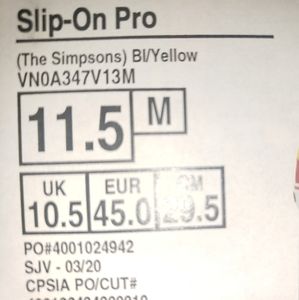 Slip-On Pro
(The Simpsons) Bl/Yellow
VN0A347V13M
11.5 M
UK EUR CM
10.5 45.0 29.5
PO#4001024942
SJV - 03/20
CPSIA PO/CUT#